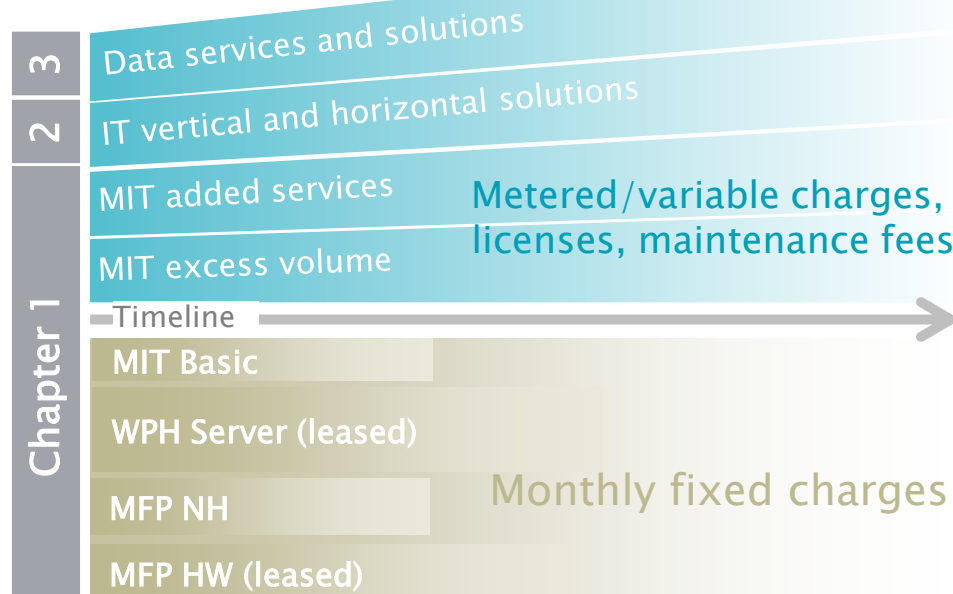 3
Data services and solutions
2
IT vertical and horizontal solutions
Chapter 1
MIT added services
Metered/variable charges,
licenses, maintenance fees
MIT excess volume
Timeline
MIT Basic
WPH Server (leased)
Monthly fixed charges
MFP NH
MFP HW (leased)